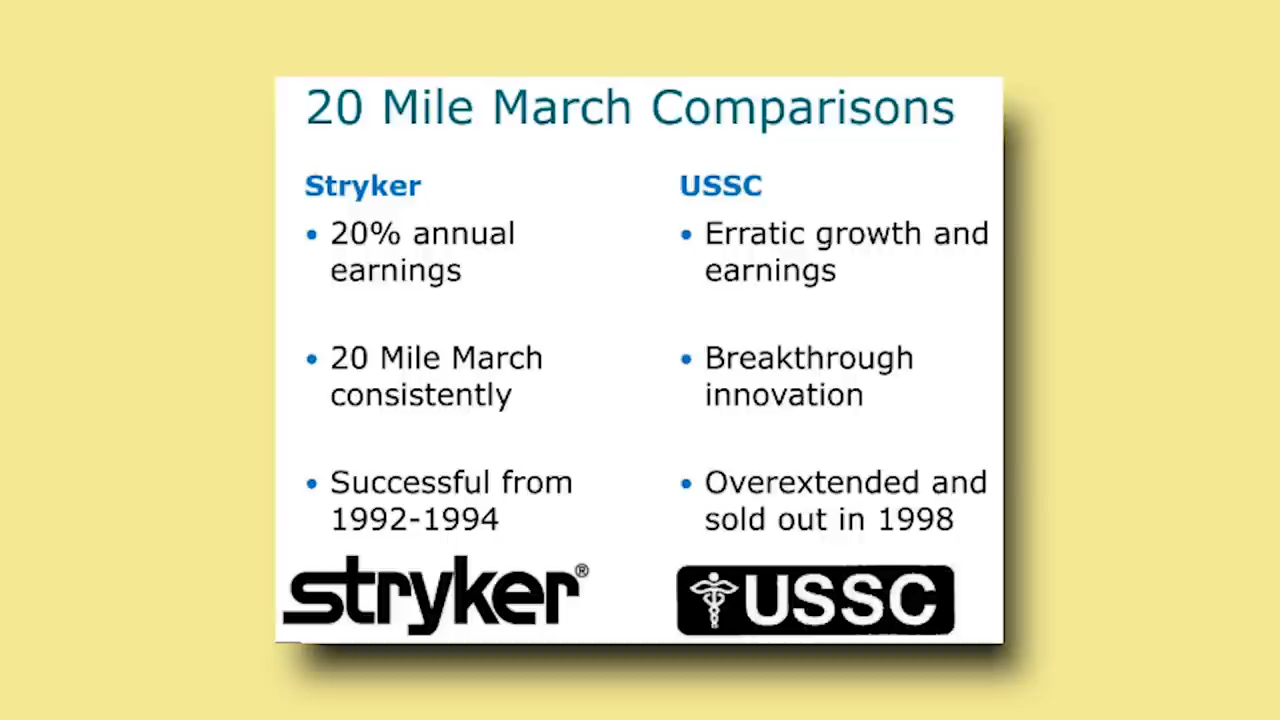 20 Mile March Comparisons
Stryker
• 20% annual
earnings
• 20 Mile March
consistently
• Successful from
1992-1994
stryker®
USSC
• Erratic growth and
earnings
• Breakthrough
innovation
• Overextended and
sold out in 1998
USSC